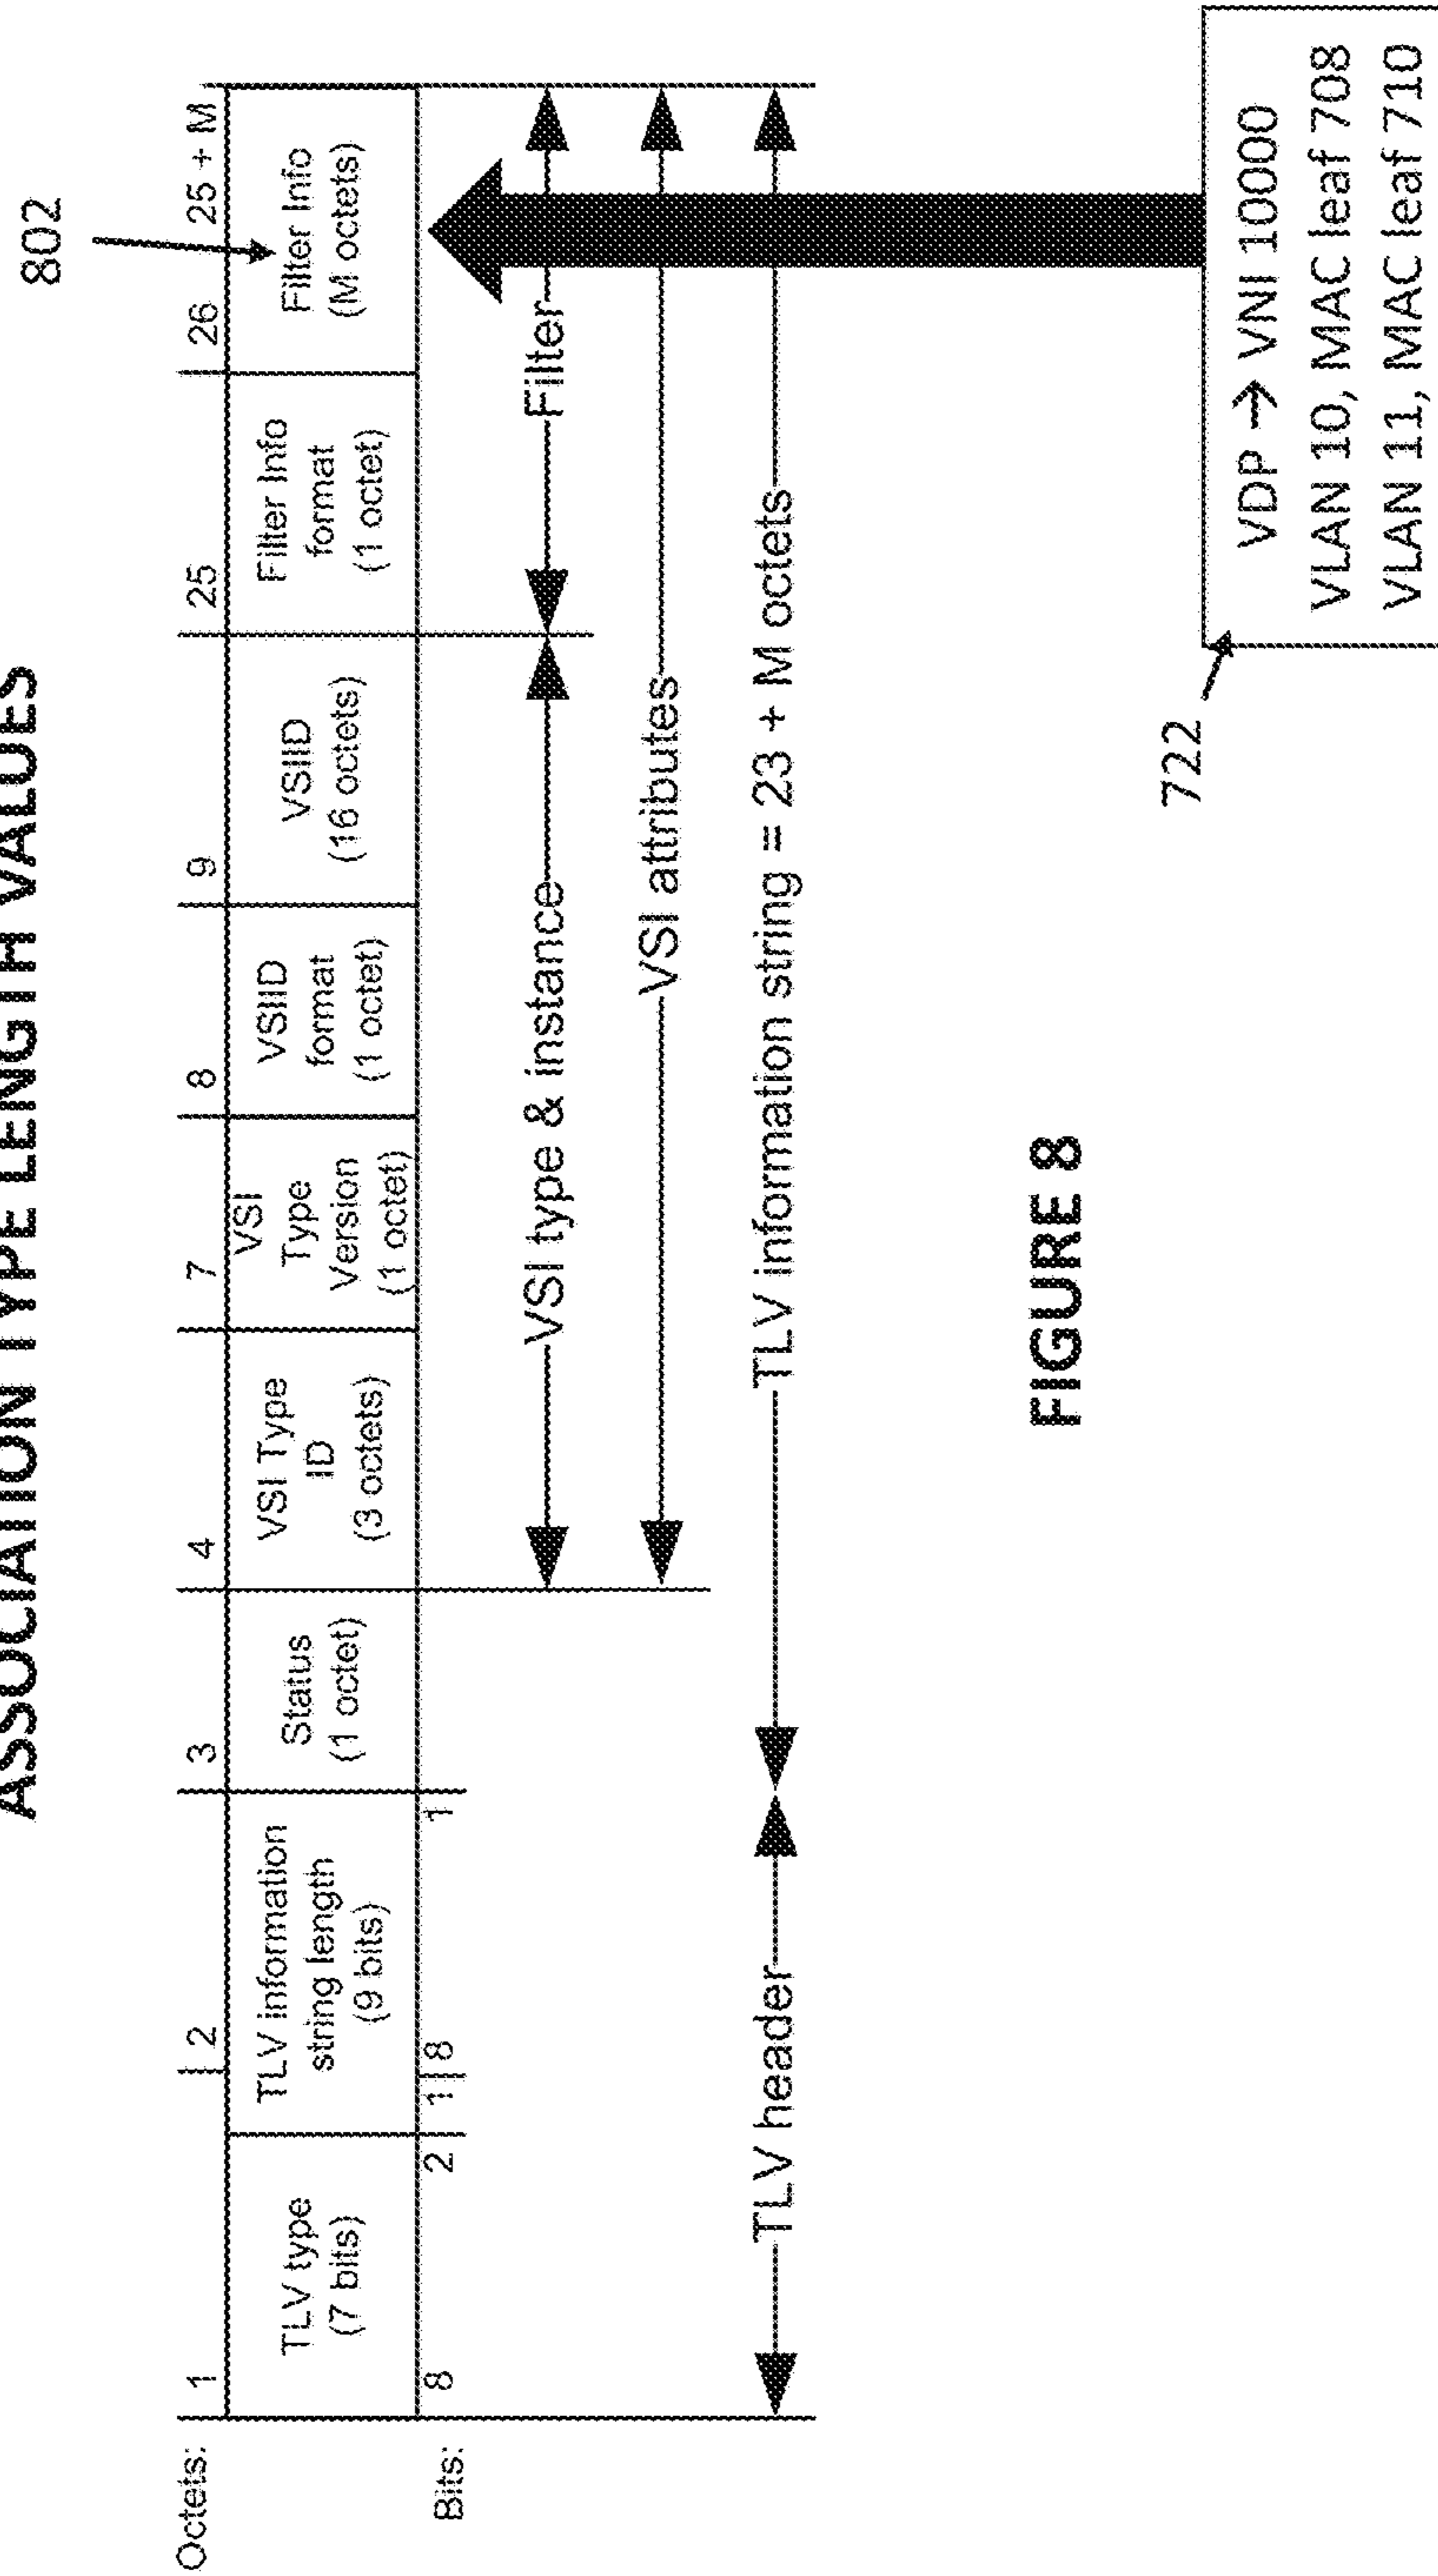 ASSOCIATION TYPE LENGTH VALUES
802
Octets:
1
2
3
4
7
8
9
25
26
25 + M
TLV type
(7 bits)
TLV information
string length
(9 bits)
Status
(1 octet)
VSI Type
ID
(3 octets)
VSI
Type
Version
(1 octet)
VSIID
format
(1 octet)
VSIID
(16 octets)
Filter Info
format
(1 octet)
Filter Info
(M octets)
Bits:
8
2
1
8
1
VSI type & instance
Filter
VSI attributes
TLV header
TLV information string = 23 + M octets
722
VDP → VNI 10000
VLAN 10, MAC leaf 708
VLAN 11, MAC leaf 710
FIGURE 8